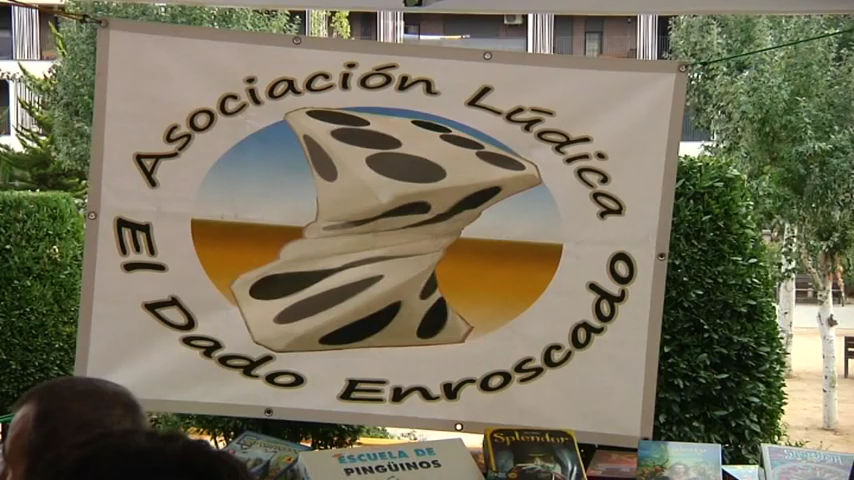 Asociación Lúdica
El Dado Enroscado
ESCUELA DE
PINGÜINOS
Splendor